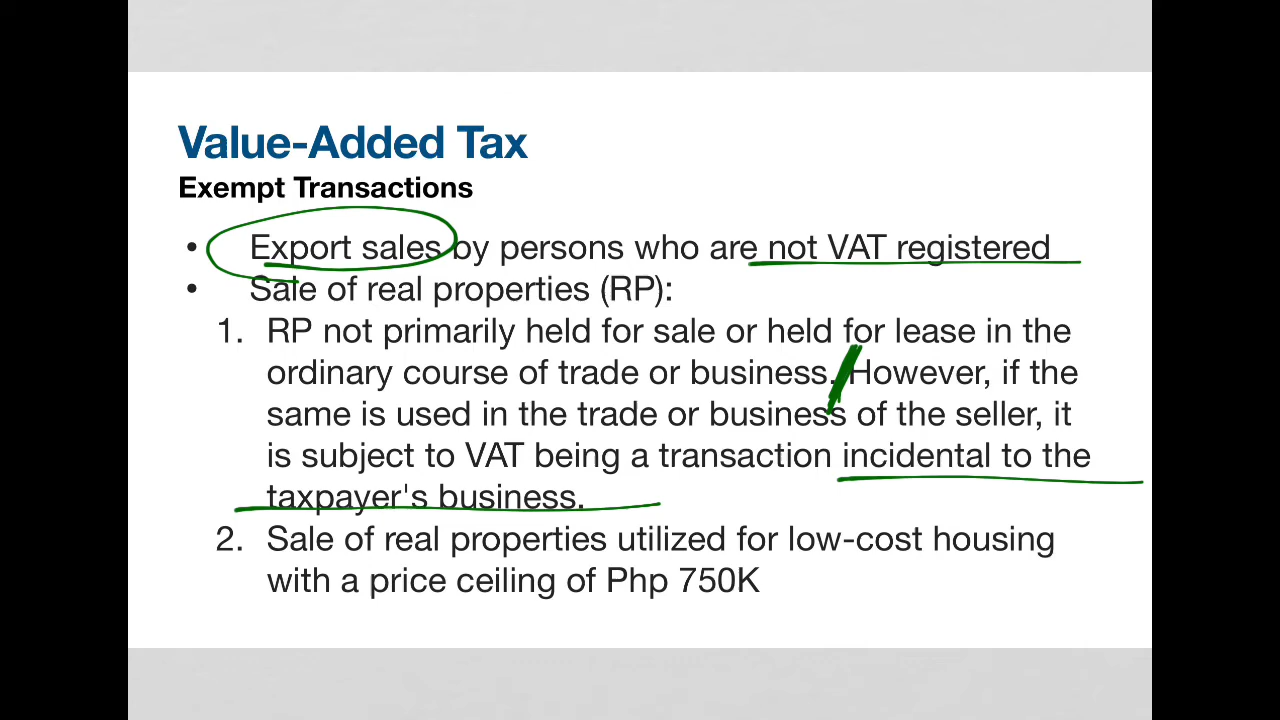 Value-Added Tax
Exempt Transactions
• Export sales by persons who are not VAT registered
• Sale of real properties (RP):
1. RP not primarily held for sale or held for lease in the
ordinary course of trade or business. However, if the
same is used in the trade or business of the seller, it
is subject to VAT being a transaction incidental to the
taxpayer's business.
2. Sale of real properties utilized for low-cost housing
with a price ceiling of Php 750K